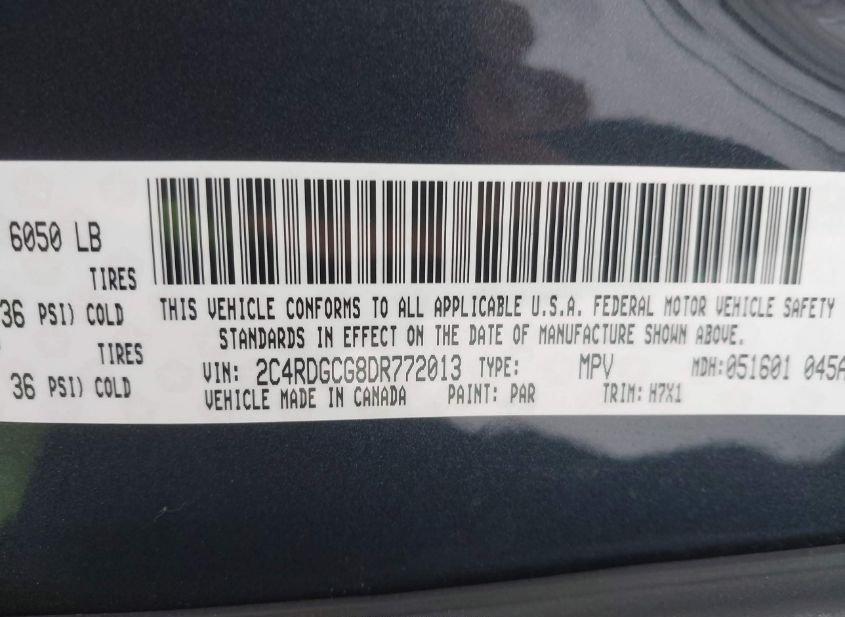 6050 LB
TIRES
36 PSI) COLD
THIS VEHICLE CONFORMS TO ALL APPLICABLE U.S.A. FEDERAL MOTOR VEHICLE SAFETY
STANDARDS IN EFFECT ON THE DATE OF MANUFACTURE SHOWN ABOVE.
TIRES
36 PSI) COLD
VIN: 2C4RDGCG8DR772013 TYPE: MPV MDH:051601 045A
VEHICLE MADE IN CANADA PAINT: PAR TRIM: H7X1